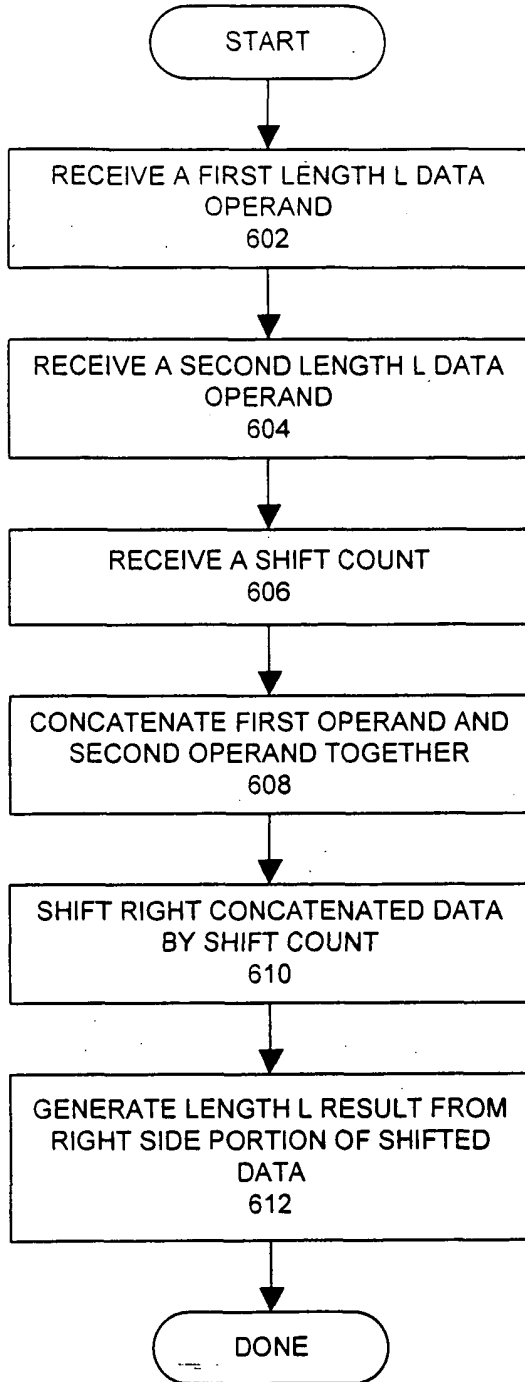 START
RECEIVE A FIRST LENGTH L DATA
OPERAND
602
RECEIVE A SECOND LENGTH L DATA
OPERAND
604
RECEIVE A SHIFT COUNT
606
CONCATENATE FIRST OPERAND AND
SECOND OPERAND TOGETHER
608
SHIFT RIGHT CONCATENATED DATA
BY SHIFT COUNT
610
GENERATE LENGTH L RESULT FROM
RIGHT SIDE PORTION OF SHIFTED
DATA
612
DONE